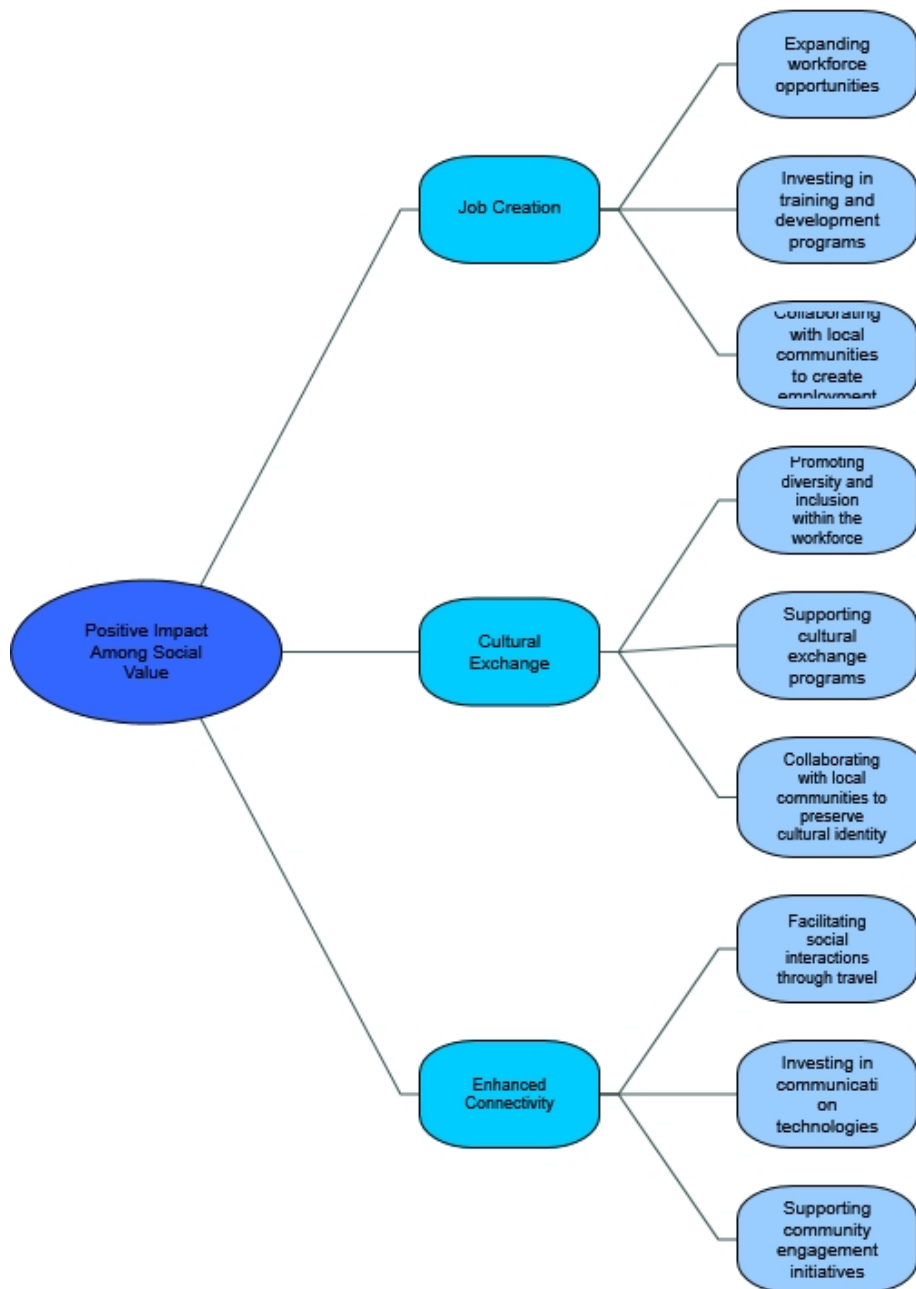 Expanding
workforce
opportunities
Job Creation
Investing in
training and
development
programs
Collaborating
with local
communities
to create
employment
Promoting
diversity and
inclusion
within the
workforce
Positive Impact
Among Social
Value
Cultural
Exchange
Supporting
cultural
exchange
programs
Collaborating
with local
communities to
preserve
cultural identity
Facilitating
social
interactions
through travel
Enhanced
Connectivity
Investing in
communicati
on
technologies
Supporting
community
engagement
initiatives